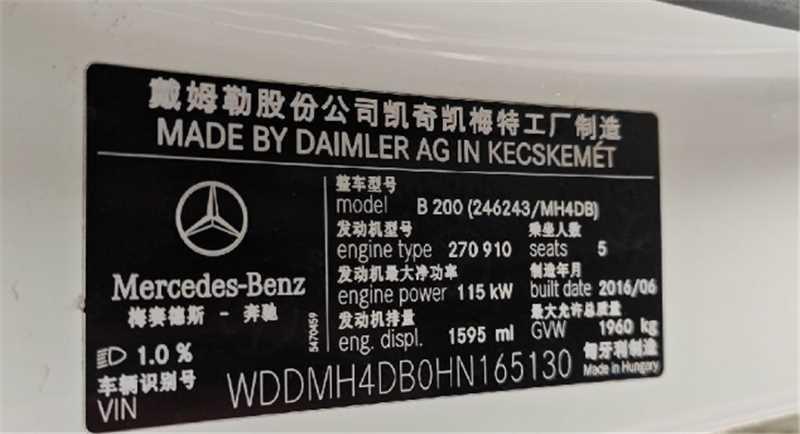 戴姆勒股份公司凯奇凯梅特工厂制造
MADE BY DAIMLER AG IN KECSKEMÉT
Mercedes-Benz
梅赛德斯 - 奔驰
1.0 %
整车型号
model B 200 (246243/MH4DB)
发动机型号 乘坐人数
engine type 270 910 seats 5
发动机最大净功率 制造年月
engine power 115 kW built date 2016/06
发动机排量 最大允许总质量
eng. displ. 1595 ml GVW 1960 kg
5470459
车辆识别号 匈牙利制造
VIN WDDMH4DB0HN165130 Made in Hungary